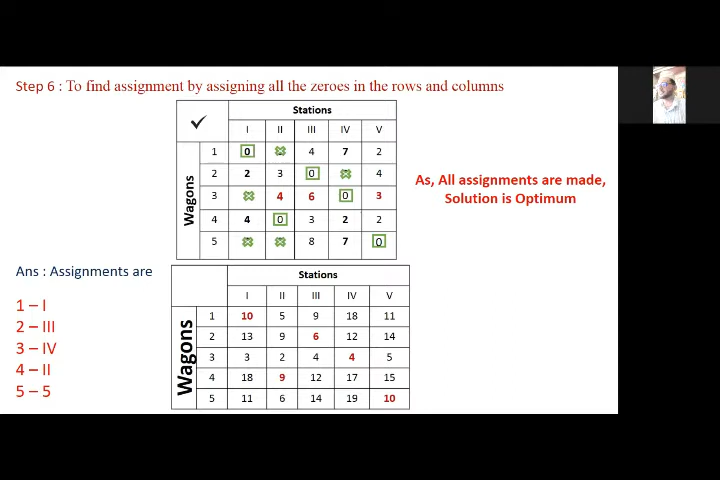 Step 6 : To find assignment by assigning all the zeroes in the rows and columns
Stations
I II III IV V
Wagons
1 0 4 7 2
2 2 3 0 4
3 4 6 0 3
4 4 0 3 2 2
5 8 7 0
As, All assignments are made,
Solution is Optimum
Ans : Assignments are
1 – I
2 – III
3 – IV
4 – II
5 – 5
Stations
I II III IV V
Wagons
1 10 5 9 18 11
2 13 9 6 12 14
3 3 2 4 4 5
4 18 9 12 17 15
5 11 6 14 19 10